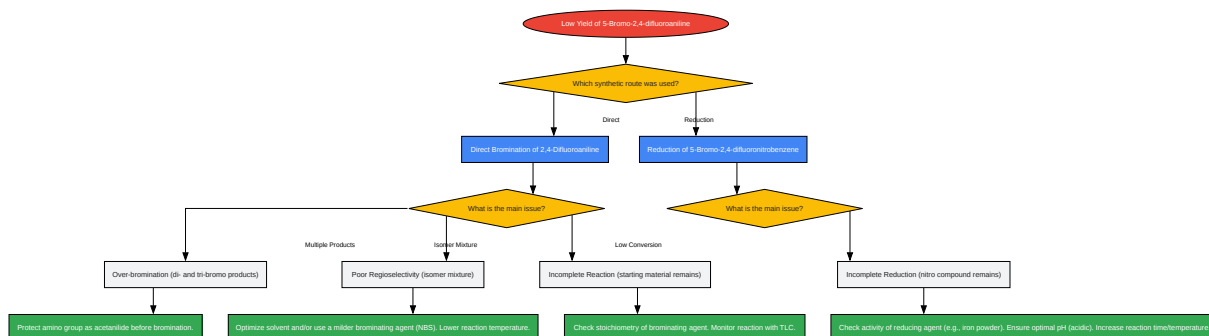 Low Yield of 5-Bromo-2,4-difluoroaniline
Which synthetic route was used?
Direct
Reduction
Direct Bromination of 2,4-Difluoroaniline
Reduction of 5-Bromo-2,4-difluoronitrobenzene
What is the main issue?
What is the main issue?
Multiple Products
Isomer Mixture
Low Conversion
Over-bromination (di- and tri-bromo products)
Poor Regioselectivity (isomer mixture)
Incomplete Reaction (starting material remains)
Incomplete Reduction (nitro compound remains)
Protect amino group as acetanilide before bromination.
Optimize solvent and/or use a milder brominating agent (NBS). Lower reaction temperature.
Check stoichiometry of brominating agent. Monitor reaction with TLC.
Check activity of reducing agent (e.g., iron powder). Ensure optimal pH (acidic). Increase reaction time/temperature